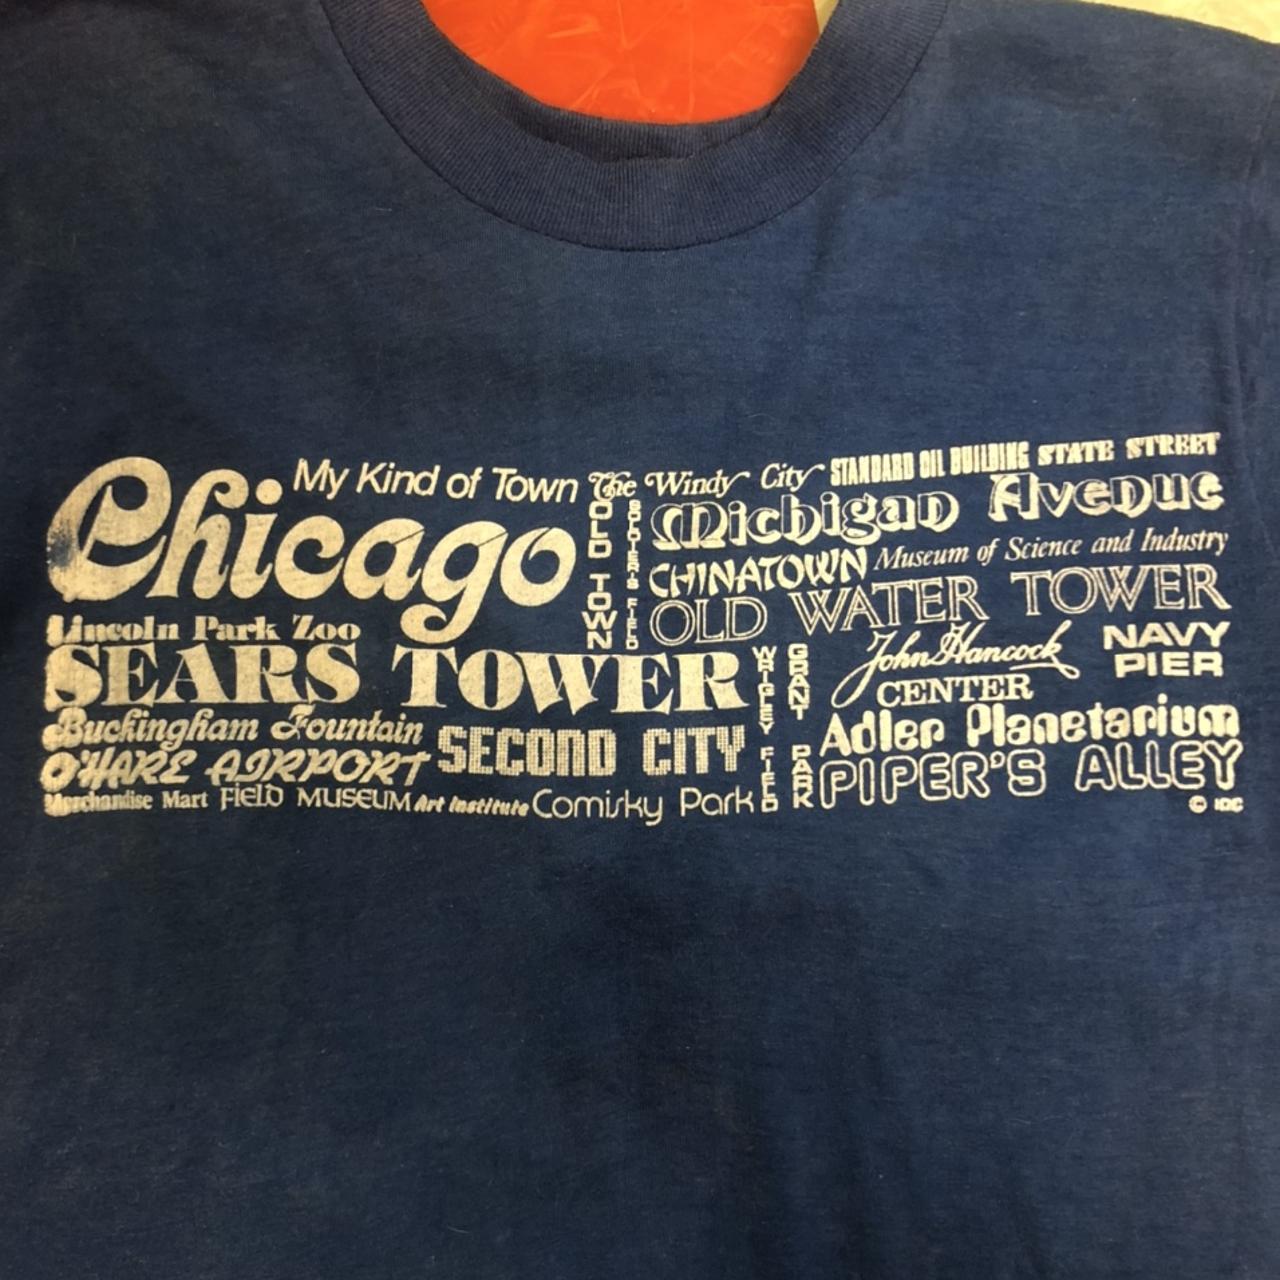 My Kind of Town
Chicago
The Windy City
STANDARD OIL BUILDING
STATE STREET
OLD TOWN
SOLDIER'S FIELD
Michigan Avenue
CHINATOWN
Museum of Science and Industry
OLD WATER TOWER
Lincoln Park Zoo
SEARS TOWER
WRIGLEY FIELD
GRANT PARK
John Hancock
CENTER
NAVY
PIER
Buckingham Fountain
SECOND CITY
Adler Planetarium
O'HARE AIRPORT
PIPER'S ALLEY
Merchandise Mart
FIELD MUSEUM
Art Institute
Comisky Park
© IDC